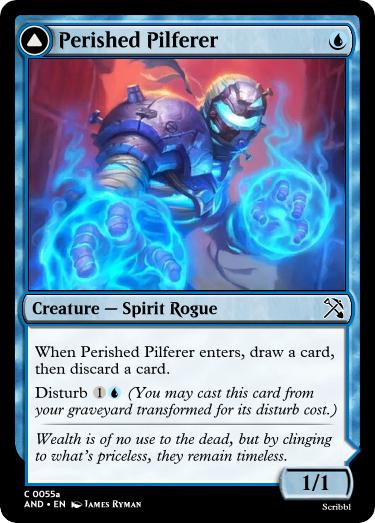 Perished Pilferer
Creature — Spirit Rogue
When Perished Pilferer enters, draw a card,
then discard a card.
Disturb 1 (You may cast this card from
your graveyard transformed for its disturb cost.)
Wealth is of no use to the dead, but by clinging
to what's priceless, they remain timeless.
1/1
C 0055a
AND • EN James Ryman
Scribbl